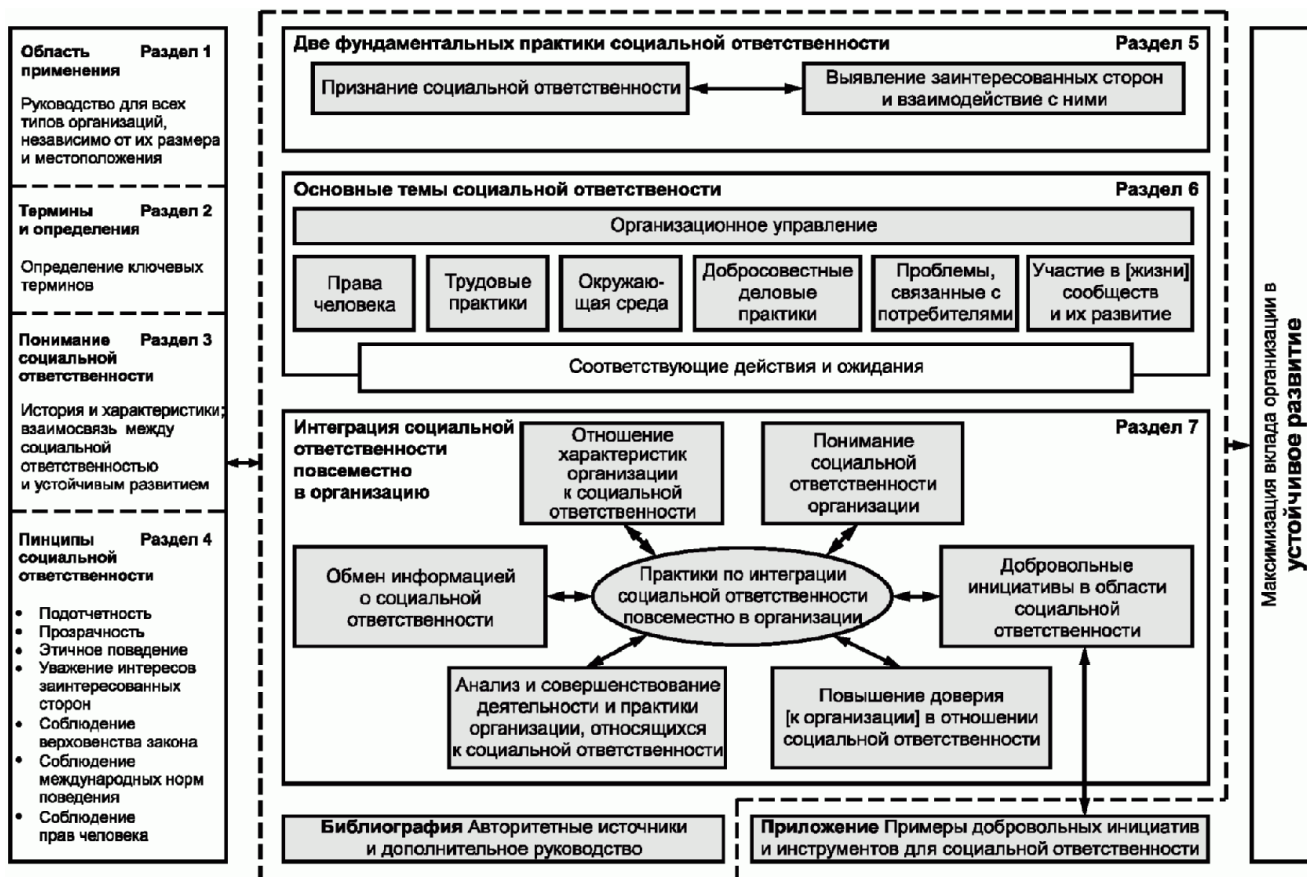 Область Раздел 1
применения
Руководство для всех
типов организаций,
независимо от их размера
и местоположения
Термины Раздел 2
и определения
Определение ключевых
терминов
Понимание Раздел 3
социальной
ответственности
История и характеристики;
взаимосвязь между
социальной
ответственностью
и устойчивым развитием
Пинципы Раздел 4
социальной
ответственности
• Подотчетность
• Прозрачность
• Этичное поведение
• Уважение интересов
заинтересованных
сторон
• Соблюдение
верховенства закона
• Соблюдение
международных норм
поведения
• Соблюдение
прав человека
Две фундаментальных практики социальной ответственности Раздел 5
Признание социальной ответственности
Выявление заинтересованных сторон
и взаимодействие с ними
Основные темы социальной ответствености Раздел 6
Организационное управление
Права
человека
Трудовые
практики
Окружаю-
щая среда
Добросовестные
деловые
практики
Проблемы,
связанные с
потребителями
Участие в [жизни]
сообществ
и их развитие
Соответствующие действия и ожидания
Интеграция социальной Раздел 7
ответственности
повсеместно
в организацию
Отношение
характеристик
организации
к социальной
ответственности
Понимание
социальной
ответственности
организации
Обмен информацией
о социальной
ответственности
Практики по интеграции
социальной ответственности
повсеместно в организации
Добровольные
инициативы в области
социальной
ответственности
Анализ и совершенствование
деятельности и практики
организации, относящихся
к социальной ответственности
Повышение доверия
[к организации] в отношении
социальной ответственности
Библиография Авторитетные источники
и дополнительное руководство
Приложение Примеры добровольных инициатив
и инструментов для социальной ответственности
Максимизация вклада организации в
устойчивое развитие